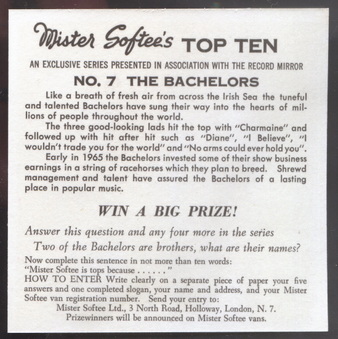 Mister Softee's TOP TEN
AN EXCLUSIVE SERIES PRESENTED IN ASSOCIATION WITH THE RECORD MIRROR
NO. 7 THE BACHELORS
Like a breath of fresh air from across the Irish Sea the tuneful
and talented Bachelors have sung their way into the hearts of mil-
lions of people throughout the world.
The three good-looking lads hit the top with "Charmaine" and
followed up with hit after hit such as "Diane", "I Believe", "I
wouldn't trade you for the world" and "No arms could ever hold you".
Early in 1965 the Bachelors invested some of their show business
earnings in a string of racehorses which they plan to breed. Shrewd
management and talent have assured the Bachelors of a lasting
place in popular music.
WIN A BIG PRIZE!
Answer this question and any four more in the series
Two of the Bachelors are brothers, what are their names?
Now complete this sentence in not more than ten words:
"Mister Softee is tops because ......"
HOW TO ENTER Write clearly on a separate piece of paper your five
answers and one completed slogan, your name and address, and your Mister
Softee van registration number. Send your entry to:
Mister Softee Ltd., 3 North Road, Holloway, London, N. 7.
Prizewinners will be announced on Mister Softee vans.